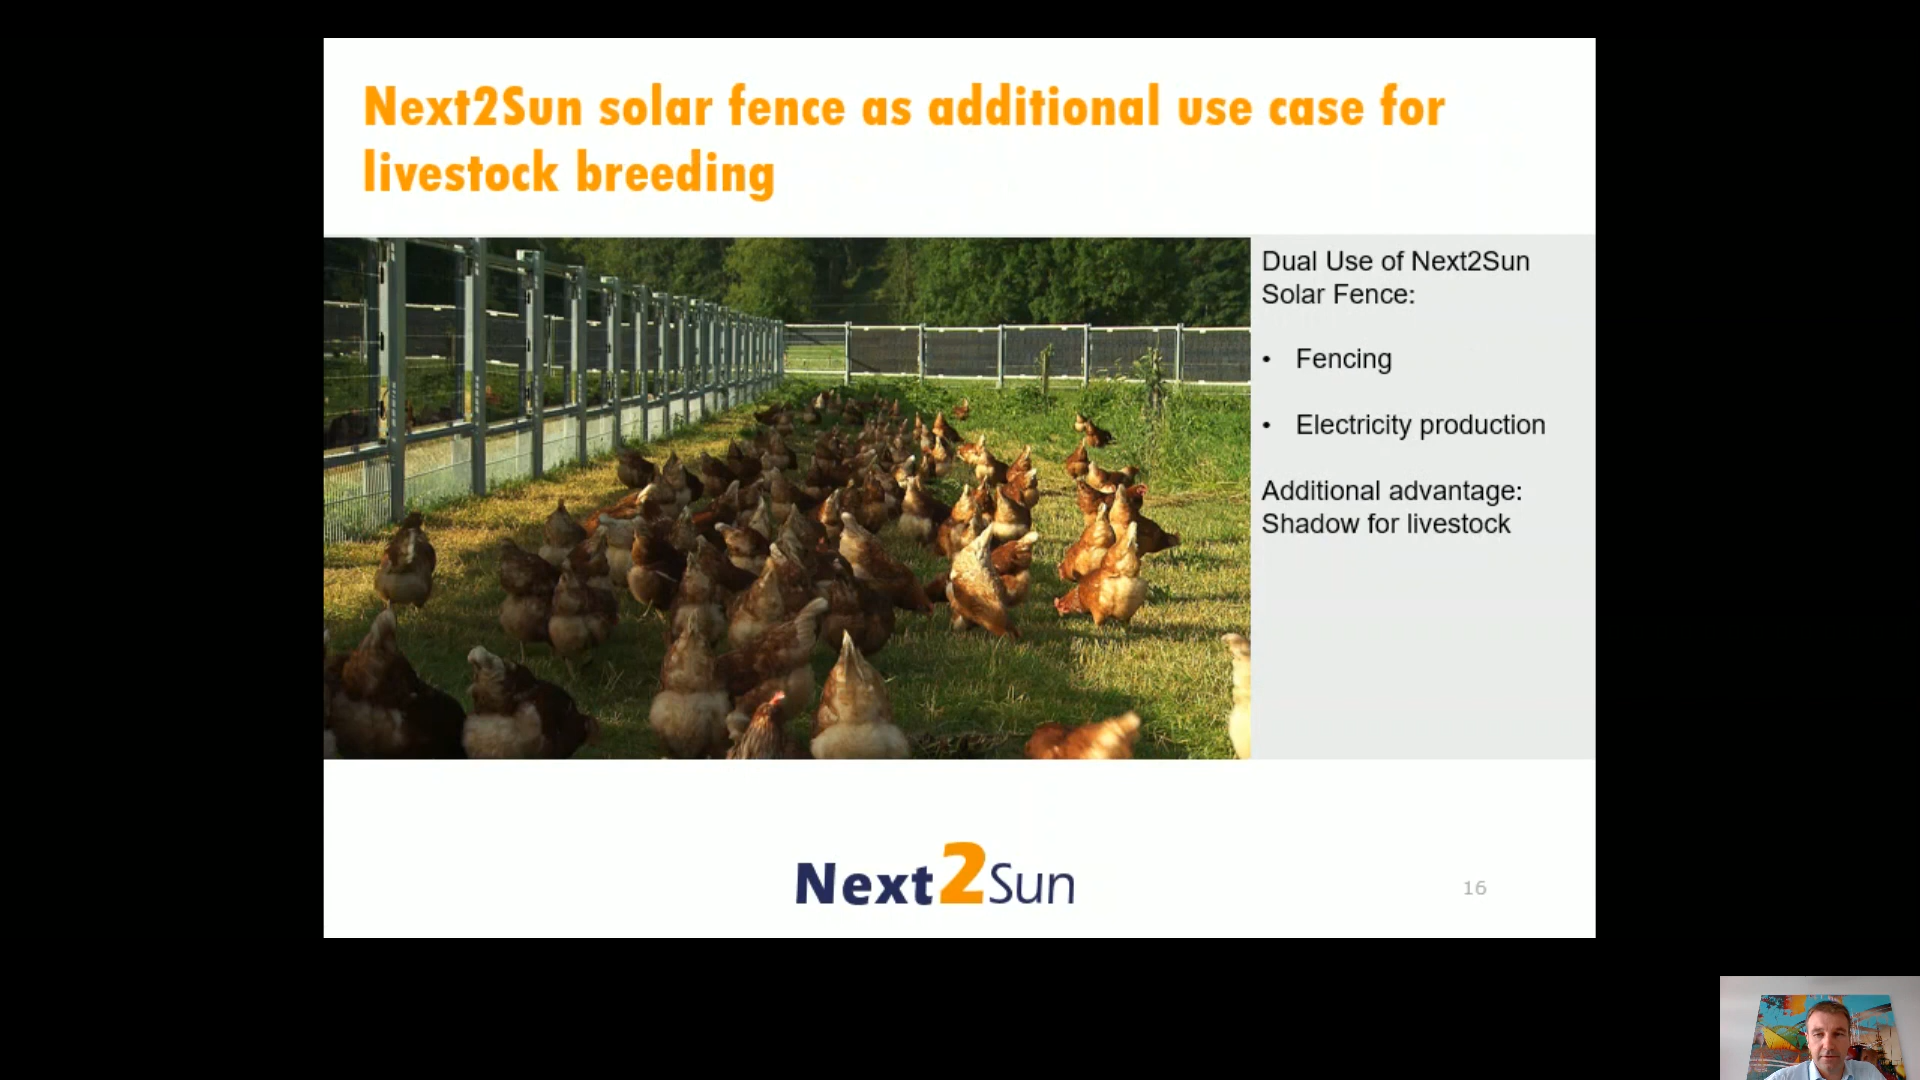 Next2Sun solar fence as additional use case for
livestock breeding
Dual Use of Next2Sun
Solar Fence:
• Fencing
• Electricity production
Additional advantage:
Shadow for livestock
Next2Sun
16